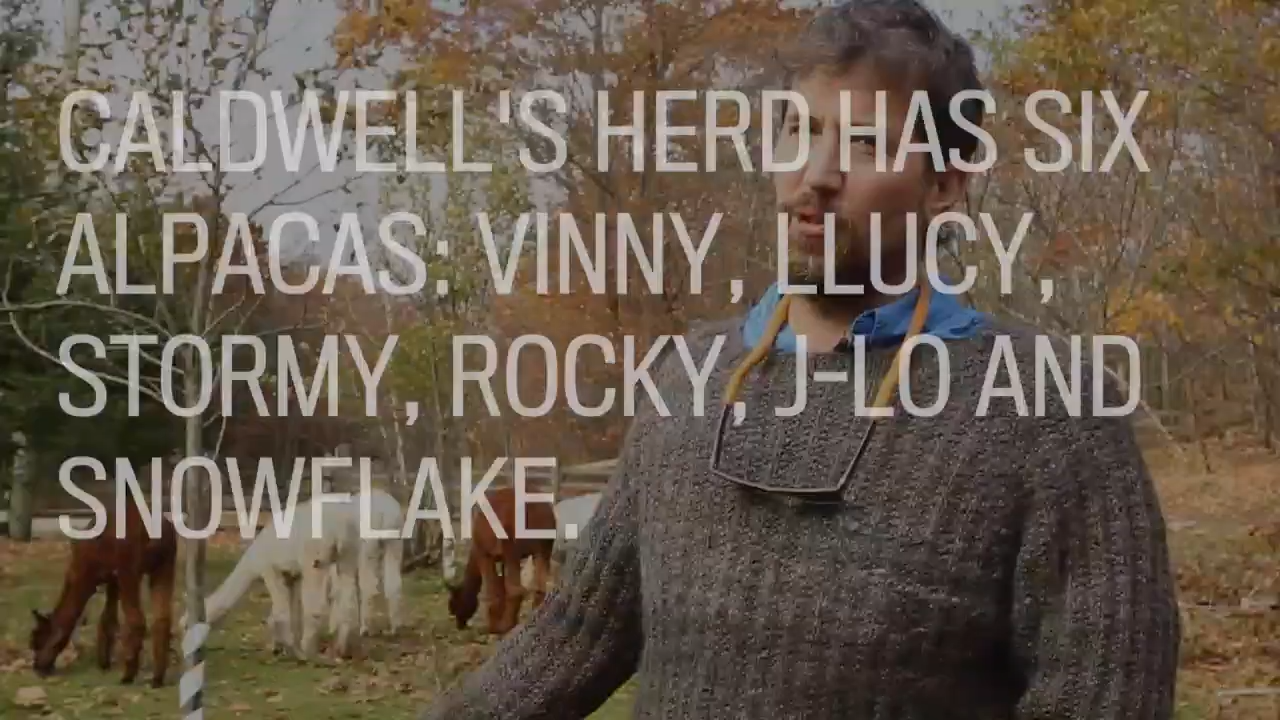 CALDWELL'S HERD HAS SIX
ALPACAS: VINNY, LLUCY,
STORMY, ROCKY, J-LO AND
SNOWFLAKE.